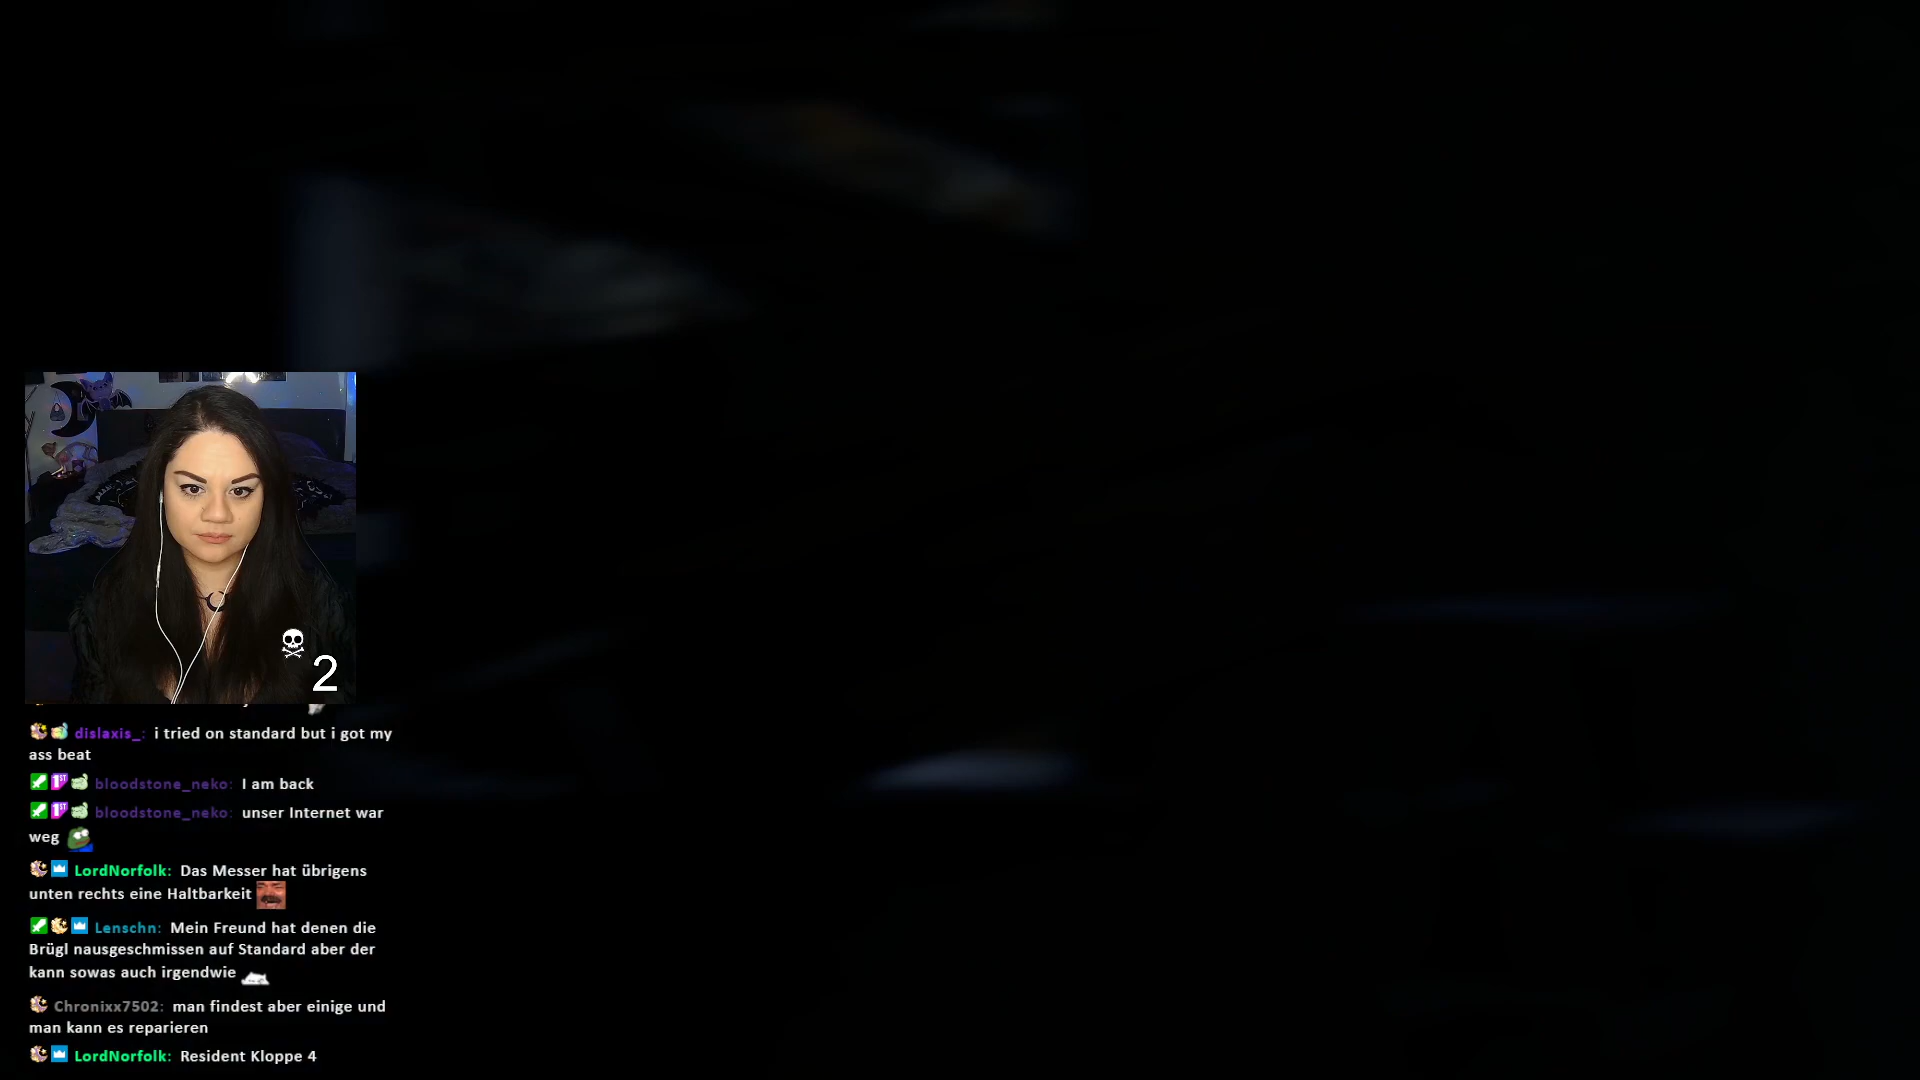 2
dislaxis_: i tried on standard but i got my
ass beat
bloodstone_neko: I am back
bloodstone_neko: unser Internet war
weg
LordNorfolk: Das Messer hat übrigens
unten rechts eine Haltbarkeit
Lenschn: Mein Freund hat denen die
Brügl nausgeschmissen auf Standard aber der
kann sowas auch irgendwie
Chronixx7502: man findest aber einige und
man kann es reparieren
LordNorfolk: Resident Kloppe 4